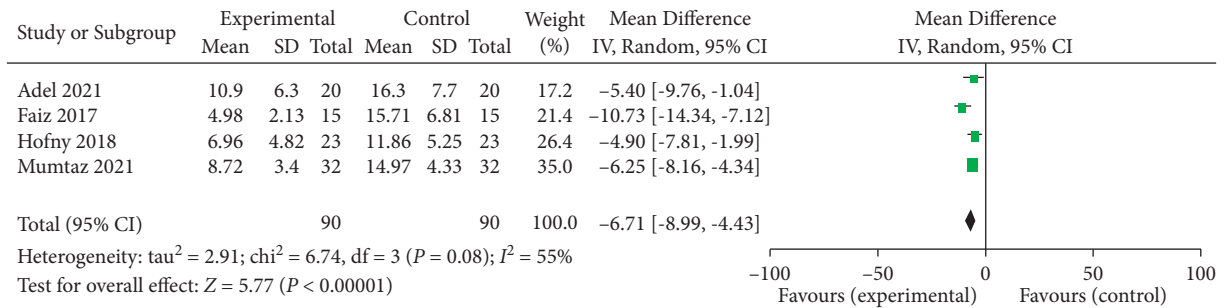 Study or Subgroup Experimental Control Weight (%) Mean Difference Mean Difference
Mean SD Total Mean SD Total IV, Random, 95% CI IV, Random, 95% CI
Adel 2021 10.9 6.3 20 16.3 7.7 20 17.2 –5.40 [-9.76, -1.04]
Faiz 2017 4.98 2.13 15 15.71 6.81 15 21.4 –10.73 [-14.34, -7.12]
Hofny 2018 6.96 4.82 23 11.86 5.25 23 26.4 –4.90 [-7.81, -1.99]
Mumtaz 2021 8.72 3.4 32 14.97 4.33 32 35.0 –6.25 [-8.16, -4.34]
Total (95% CI) 90 90 100.0 –6.71 [-8.99, -4.43]
Heterogeneity: tau² = 2.91; chi² = 6.74, df = 3 (P = 0.08); I² = 55%
Test for overall effect: Z = 5.77 (P < 0.00001)
–100 –50 0 50 100
Favours (experimental) Favours (control)